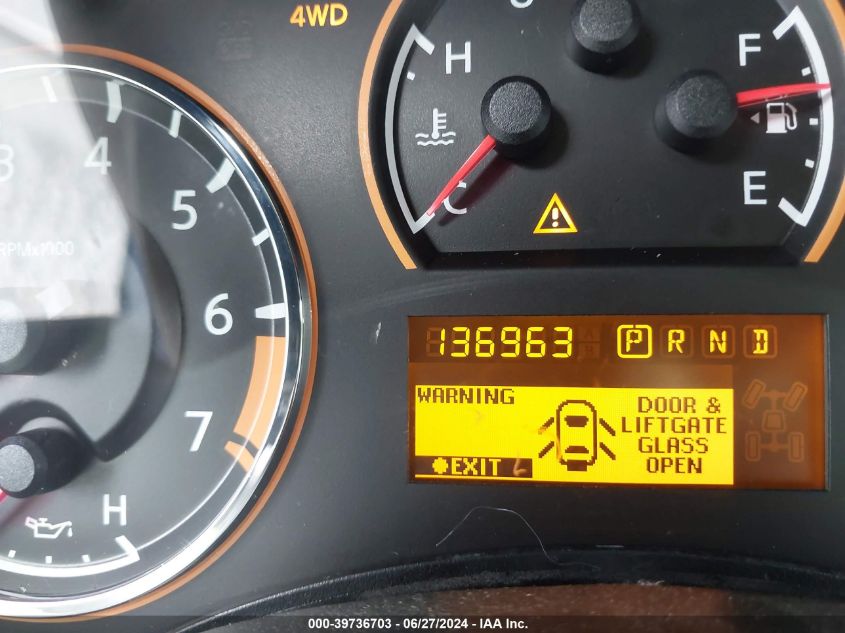 4WD
H
F
3
4
5
C
E
RPMx1000
6
136963 P R N D
WARNING
DOOR &
LIFTGATE
GLASS
OPEN
EXIT
7
H
000-39736703 - 06/27/2024 - IAA Inc.